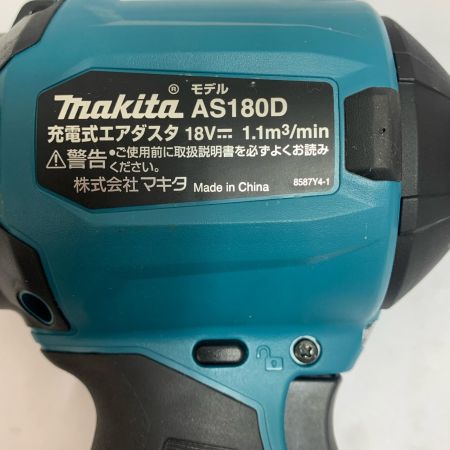 makita® モデル AS180D
充電式エアダスタ 18V⎓ 1.1m³/min
⚠警告 •ご使用前に取扱説明書を必ずよくお読み
ください。
株式会社 マキタ Made in China 8587Y4-1